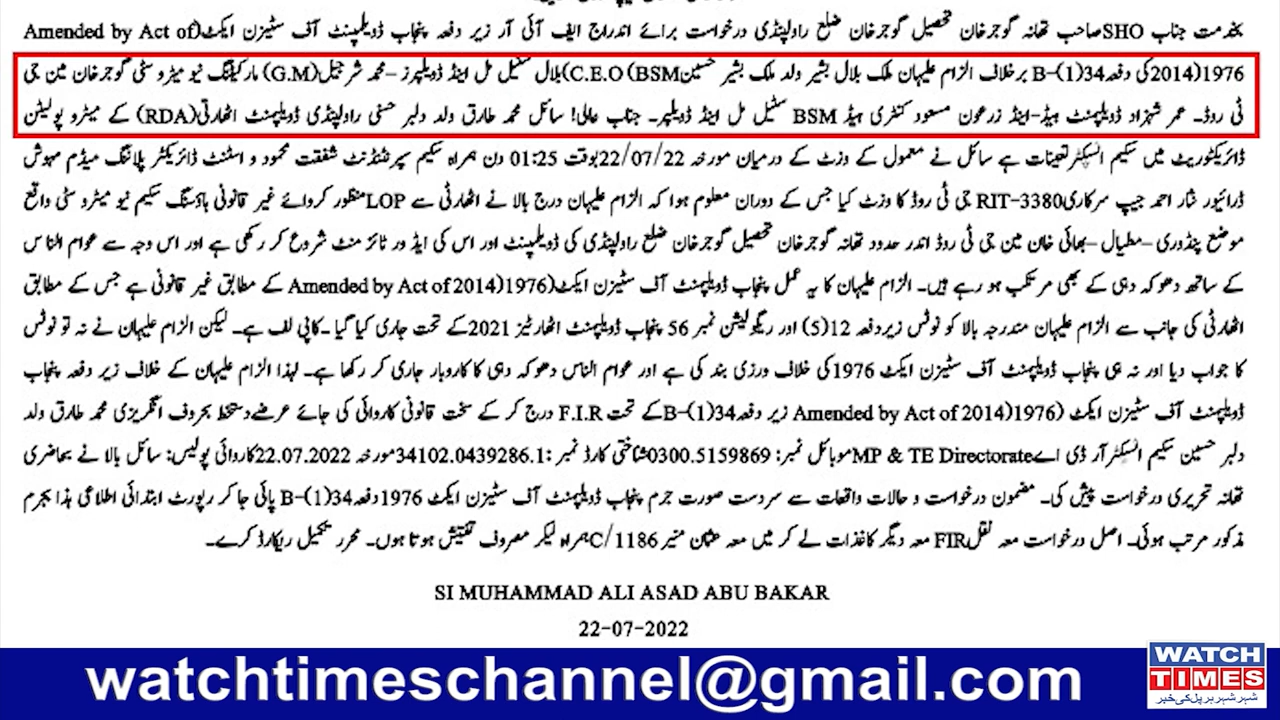 بخدمت جناب SHO صاحب تھانہ گوجرخان تحصیل گوجرخان ضلع راولپنڈی درخواست برائے اندراج ایف آئی آر زیر دفعہ پنجاب ڈویلپمنٹ آف سٹیزن ایکٹ(Amended by Act of
1976(2014 کی دفعہ 34(1)-B برخلاف الزام علیہان ملک بلال بشیر ولد ملک بشیر حسین C.E.O (BSM) بلال سٹیل مل اینڈ ڈویلپرز – محمد شرجیل (G.M) مارکیٹنگ نیو میٹرو سٹی گوجرخان مین جی
ٹی روڈ۔ عمر شہزاد ڈویلپمنٹ ہیڈ-اینڈ زرعون مسعود کنٹری ہیڈ BSM سٹیل مل اینڈ ڈویلپر۔ جناب عالی! سائل محمد طارق ولد دلبر حسنی راولپنڈی ڈویلپمنٹ اتھارٹی (RDA) کے میٹرو پولیٹن
ڈائریکٹوریٹ میں سکیم انسپکٹر تعینات ہے سائل نے معمول کے وزٹ کے درمیان مورخہ 22/07/22 بوقت 01:25 دن ہمراہ سکیم سپرنٹنڈنٹ شفقت محمود و اسٹنٹ ڈائریکٹر پلاننگ میڈم مہوش
ڈرائیور نثار احمد جیپ سرکاری RIT-3380 جی ٹی روڈ کا وزٹ کیا جس کے دوران معلوم ہوا کہ الزام علیہان درج بالا نے اتھارٹی سے LOP منظور کروائے غیر قانونی ہاؤسنگ سکیم نیو میٹرو سٹی واقع
موضع پنڈوری –مطیال –بھائی خان مین جی ٹی روڈ اندر حدود تھانہ گوجرخان تحصیل گوجرخان ضلع راولپنڈی کی ڈویلپمنٹ اور اس کی ایڈ ور ٹائز منٹ شروع کر رکھی ہے اور اس وجہ سے عوام الناس
کے ساتھ دھوکہ دہی کے بھی مرتکب ہو رہے ہیں۔ الزام علیہان کا یہ عمل پنجاب ڈویلپمنٹ آف سٹیزن ایکٹ(Amended by Act of 2014)1976 کے مطابق غیر قانونی ہے جس کے مطابق
اتھارٹی کی جانب سے الزام علیہان مندرجہ بالا کو نوٹس زیر دفعہ 12(5) اور ریگولیشن نمبر 56 پنجاب ڈویلپمنٹ اتھارٹیز 2021 کے تحت جاری کیا گیا ۔کاپی لف ہے۔ لیکن الزام علیہان نے نہ تو نوٹس
کا جواب دیا اور نہ ہی پنجاب ڈویلپمنٹ آف سٹیزن ایکٹ 1976 کی خلاف ورزی بند کی ہے اور عوام الناس دھوکہ دہی کا کاروبار جاری کر رکھا ہے۔ لہذا الزام علیہان کے خلاف زیر دفعہ پنجاب
ڈویلپمنٹ آف سٹیزن ایکٹ (Amended by Act of 2014)1976 زیر دفعہ 34(1)-B کے تحت F.I.R درج کر کے سخت قانونی کاروائی کی جائے عرضے دستخط بحروف انگریزی محمد طارق ولد
دلبر حسین سکیم انسپکٹر آر ڈی اے MP & TE Directorate موبائل نمبر: 0300.5159869 شناختی کارڈ نمبر: 34102.0439286.1 مورخہ 22.07.2022 کاروائی پولیس: سائل بالا نے بحاضری
تھانہ تحریری درخواست پیش کی۔ مضمون درخواست و حالات واقعات سے سردست صورت جرم پنجاب ڈویلپمنٹ آف سٹیزن ایکٹ 1976 دفعہ 34(1)-B پائی جا کر رپورٹ ابتدائی اطلاعی ہذا بجرم
مذکور مرتب ہوئی۔ اصل درخواست معہ نقل FIR معہ دیگر کاغذات لے کر میں معہ عثمان منیر 1186/C ہمراہ لیکر مصروف تفتیش ہوتا ہوں۔ محرر تکمیل ریکارڈ کرے۔
SI MUHAMMAD ALI ASAD ABU BAKAR
22-07-2022
watchtimeschannel@gmail.com
WATCH
TIMES
شہر شہر ہر پل کی خبر